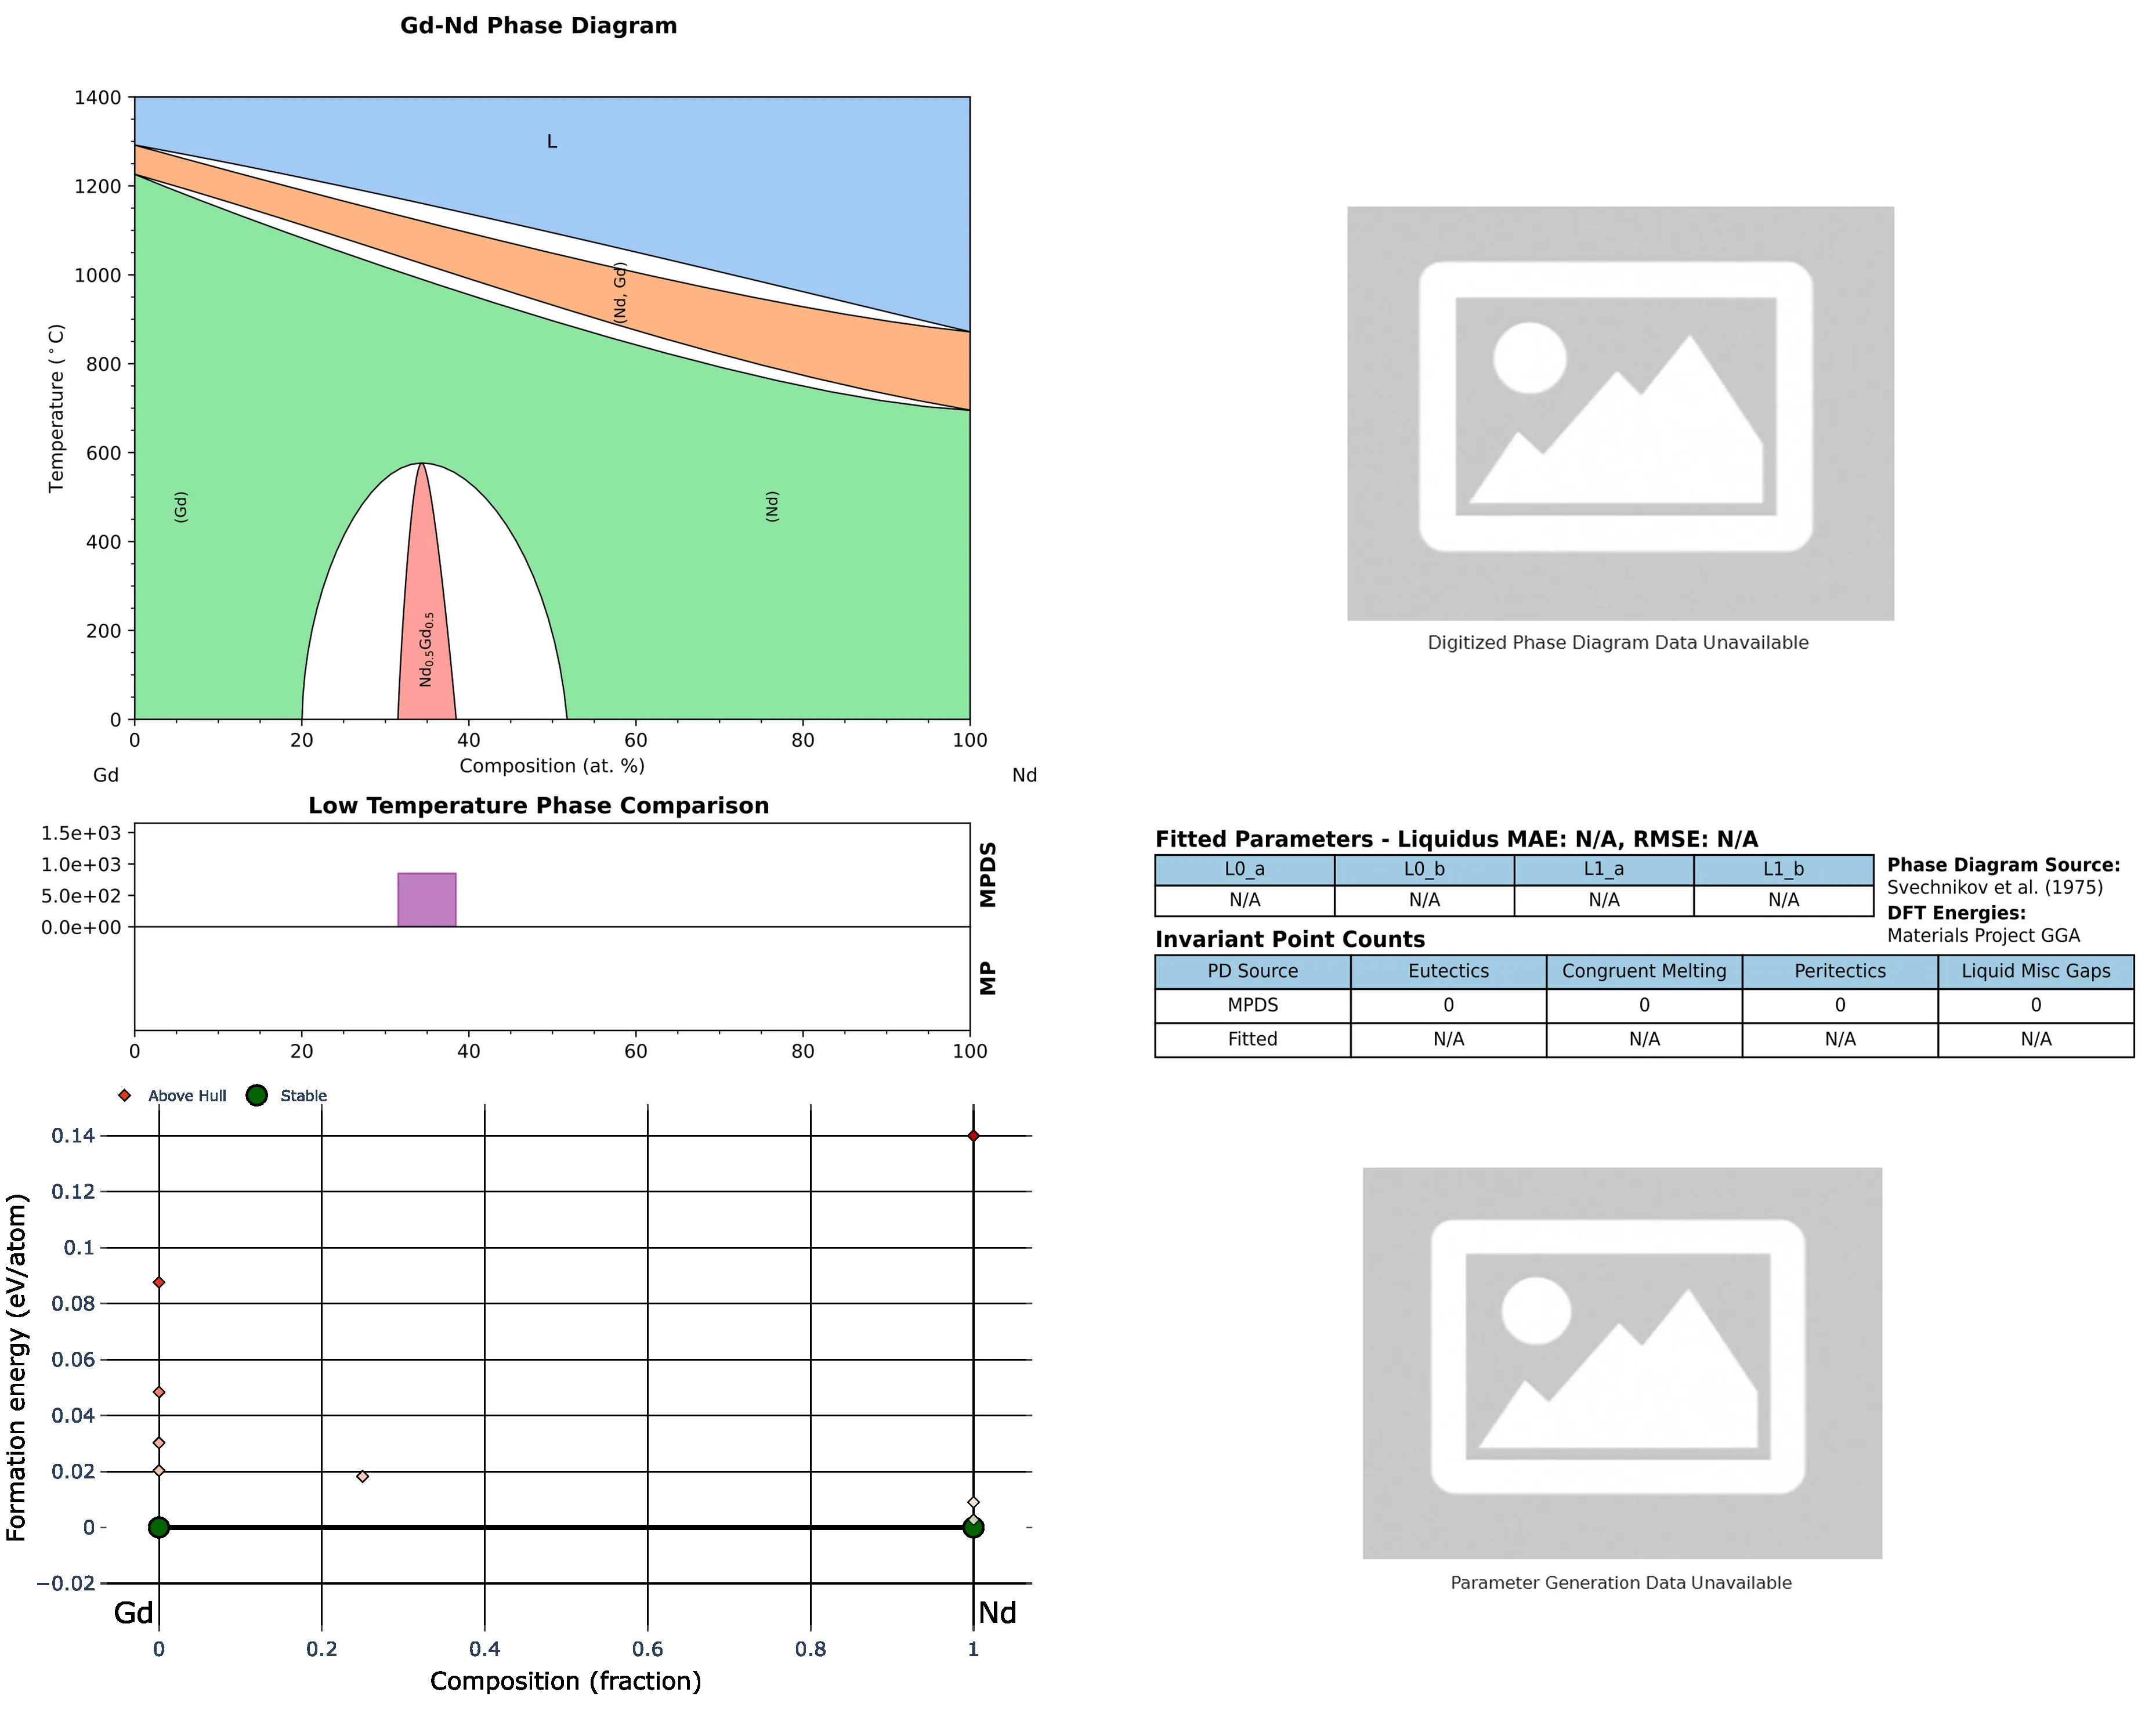 Gd-Nd Phase Diagram
1400
1200
1000
800
600
400
200
0
Temperature (°C)
L
(Nd, Gd)
(Gd)
(Nd)
Nd0.5Gd0.5
0 20 40 60 80 100
Composition (at. %)
Gd Nd
Digitized Phase Diagram Data Unavailable
Low Temperature Phase Comparison
1.5e+03
1.0e+03
5.0e+02
0.0e+00
MPDS
MP
0 20 40 60 80 100
Fitted Parameters - Liquidus MAE: N/A, RMSE: N/A
L0_a L0_b L1_a L1_b
N/A N/A N/A N/A
Phase Diagram Source:
Svechnikov et al. (1975)
DFT Energies:
Materials Project GGA
Invariant Point Counts
PD Source Eutectics Congruent Melting Peritectics Liquid Misc Gaps
MPDS 0 0 0 0
Fitted N/A N/A N/A N/A
Above Hull Stable
0.14
0.12
0.1
0.08
0.06
0.04
0.02
0
−0.02
Formation energy (eV/atom)
Gd Nd
0 0.2 0.4 0.6 0.8 1
Composition (fraction)
Parameter Generation Data Unavailable